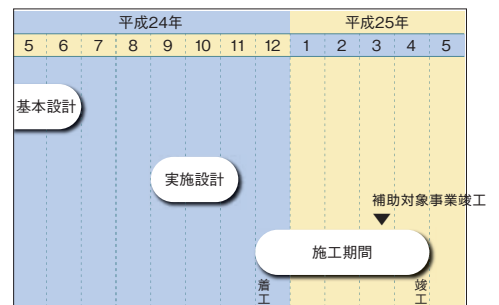 平成24年 平成25年
5 6 7 8 9 10 11 12 1 2 3 4 5
基本設計
実施設計
補助対象事業竣工
施工期間
着工
竣工